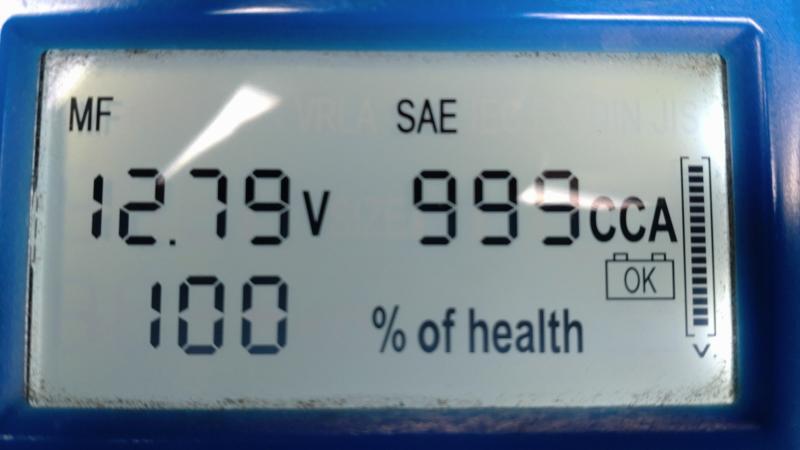 MF SAE
12.79 V 999 CCA
OK
100 % of health